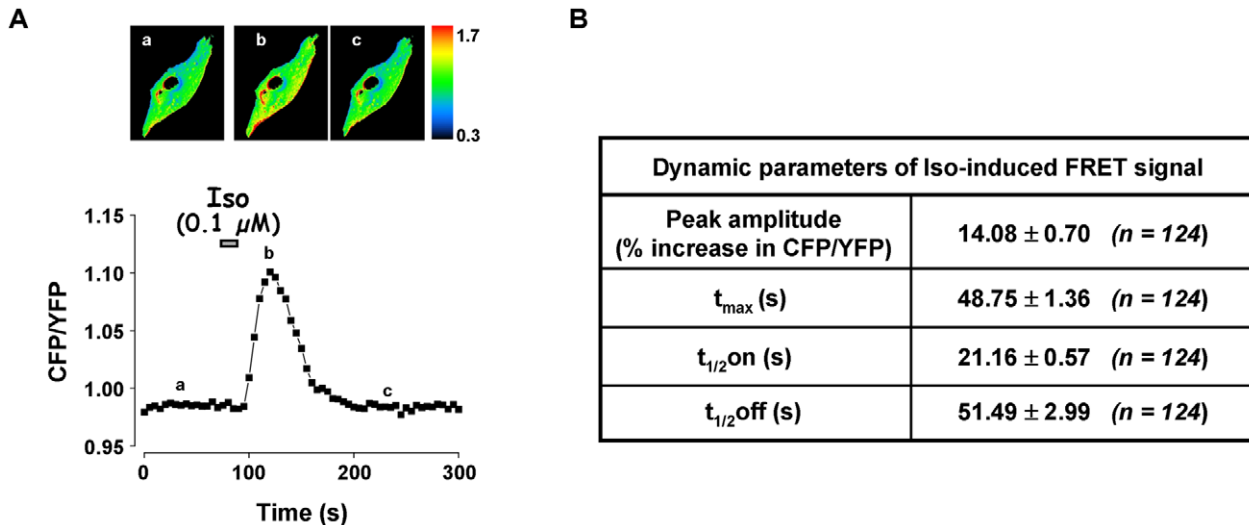 A
a
b
c
1.7
0.3
Iso
(0.1 µM)
1.15
1.10
1.05
1.00
0.95
CFP/YFP
a
b
c
0
100
200
300
Time (s)
B
Dynamic parameters of Iso-induced FRET signal
Peak amplitude
(% increase in CFP/YFP)
14.08 ± 0.70 (n = 124)
tmax (s)
48.75 ± 1.36 (n = 124)
t1/2on (s)
21.16 ± 0.57 (n = 124)
t1/2off (s)
51.49 ± 2.99 (n = 124)